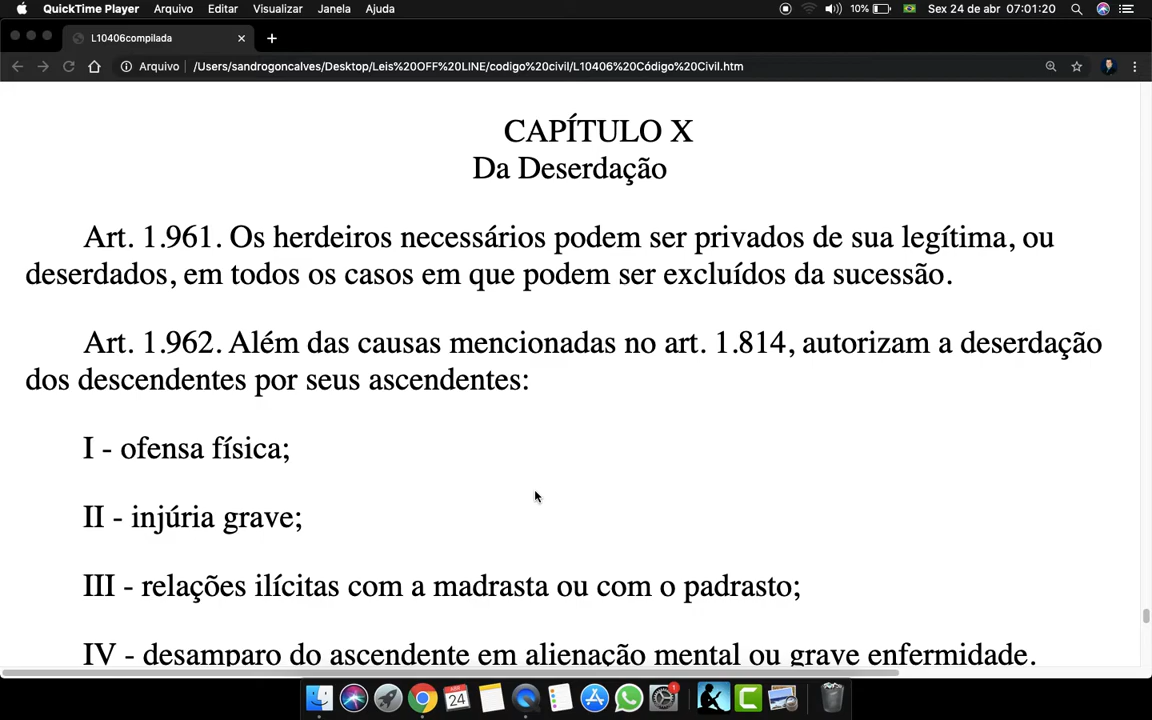 QuickTime Player Arquivo Editar Visualizar Janela Ajuda 10% Sex 24 de abr 07:01:20
L10406compilada
Arquivo /Users/sandrogoncalves/Desktop/Leis%20OFF%20LINE/codigo%20civil/L10406%20Código%20Civil.htm
CAPÍTULO X
Da Deserdação
Art. 1.961. Os herdeiros necessários podem ser privados de sua legítima, ou
deserdados, em todos os casos em que podem ser excluídos da sucessão.
Art. 1.962. Além das causas mencionadas no art. 1.814, autorizam a deserdação
dos descendentes por seus ascendentes:
I - ofensa física;
II - injúria grave;
III - relações ilícitas com a madrasta ou com o padrasto;
IV - desamparo do ascendente em alienação mental ou grave enfermidade.
ABR
24
1